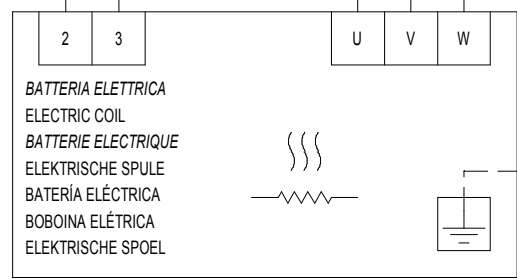 2 3 U V W
BATTERIA ELETTRICA
ELECTRIC COIL
BATTERIE ELECTRIQUE
ELEKTRISCHE SPULE
BATERÍA ELÉCTRICA
BOBOINA ELÉTRICA
ELEKTRISCHE SPOEL